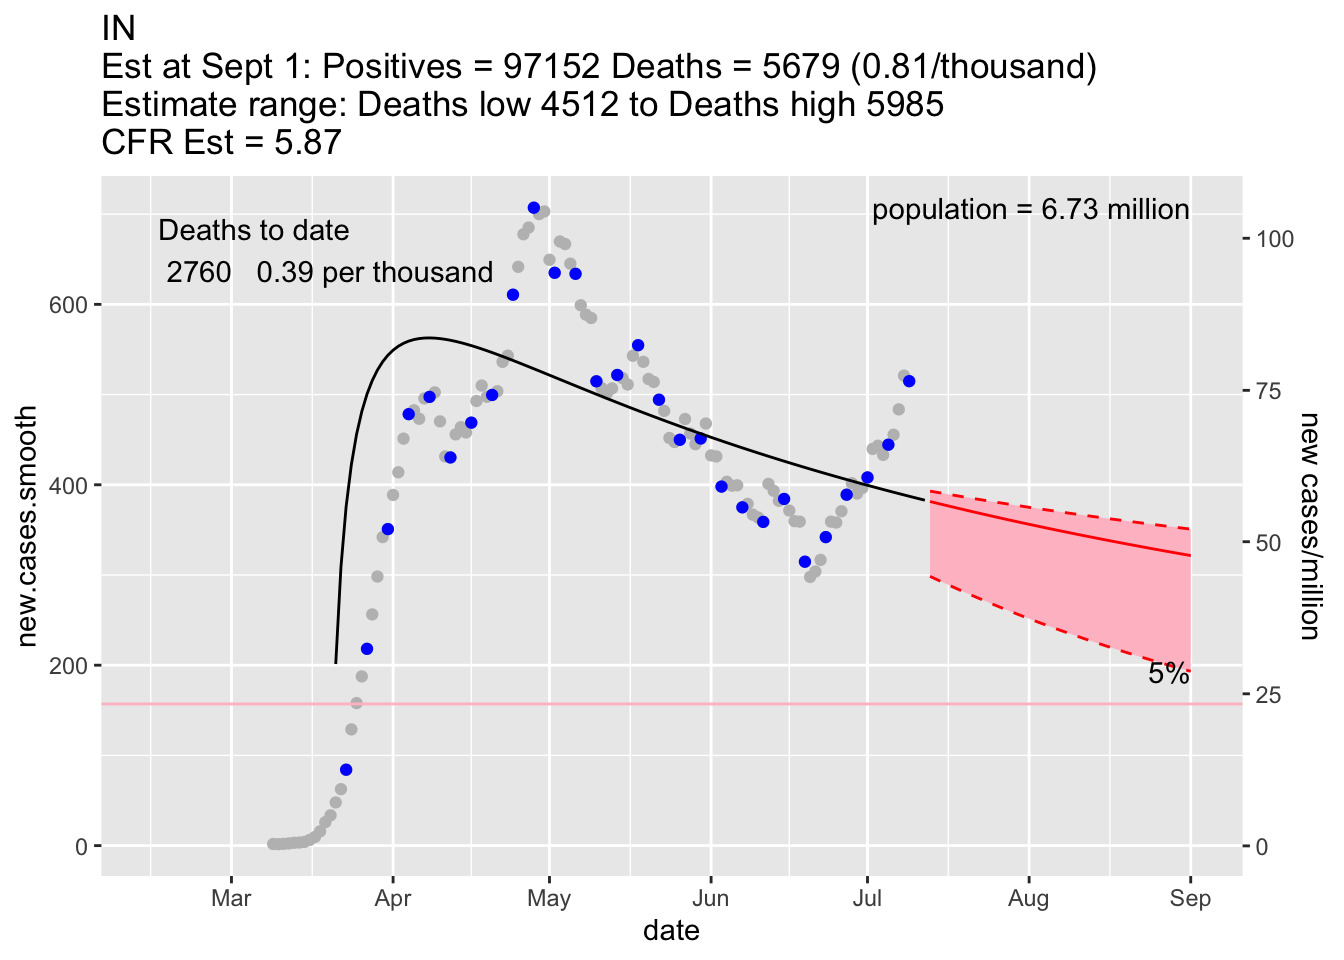 IN
Est at Sept 1: Positives = 97152 Deaths = 5679 (0.81/thousand)
Estimate range: Deaths low 4512 to Deaths high 5985
CFR Est = 5.87
population = 6.73 million
Deaths to date
2760 0.39 per thousand
5%
new.cases.smooth
600
400
200
0
new cases/million
100
75
50
25
0
Mar Apr May Jun Jul Aug Sep
date